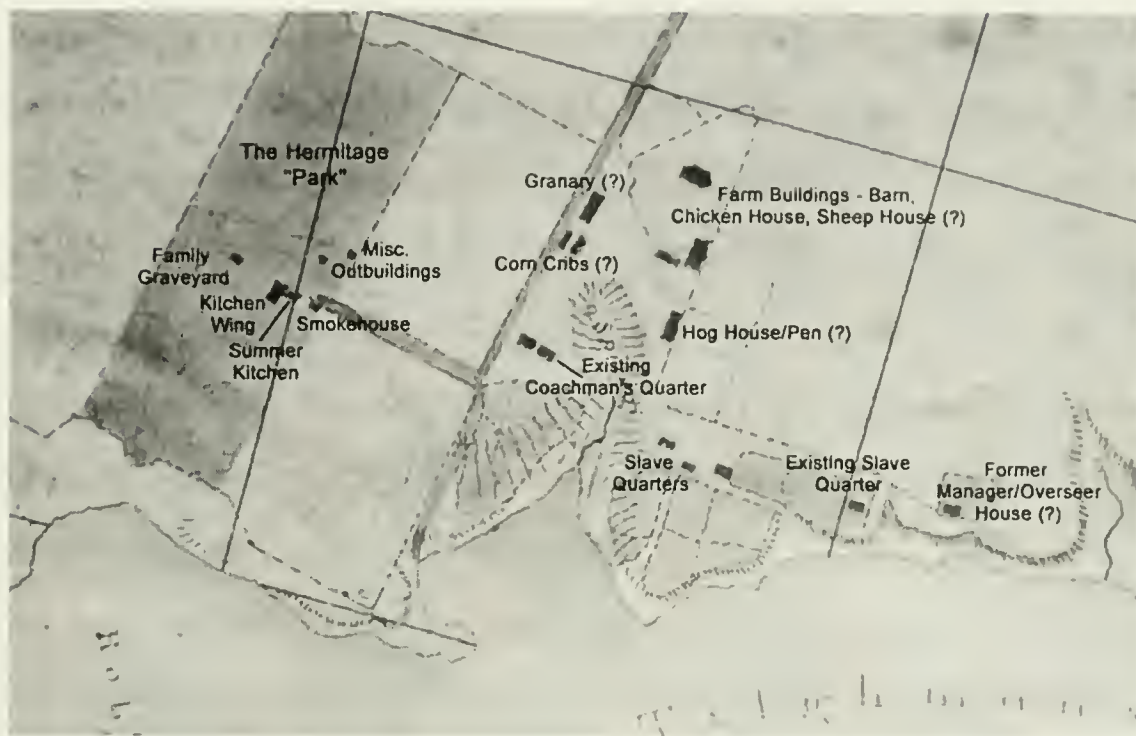 The Hermitage
"Park"
Granary (?)
Farm Buildings - Barn,
Chicken House, Sheep House (?)
Family
Graveyard
Misc.
Outbuildings
Corn Cribs (?)
Kitchen
Wing
Smokehouse
Summer
Kitchen
Hog House/Pen (?)
Existing
Coachman's Quarter
Slave
Quarters
Existing Slave
Quarter
Former
Manager/Overseer
House (?)